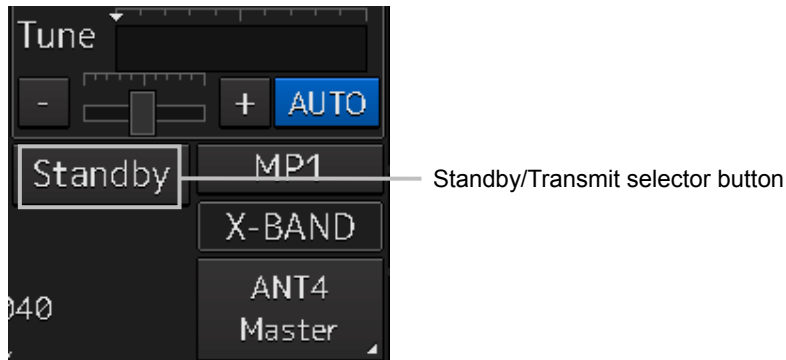 Tune
- + AUTO
Standby MP1
Standby/Transmit selector button
X-BAND
ANT4
Master